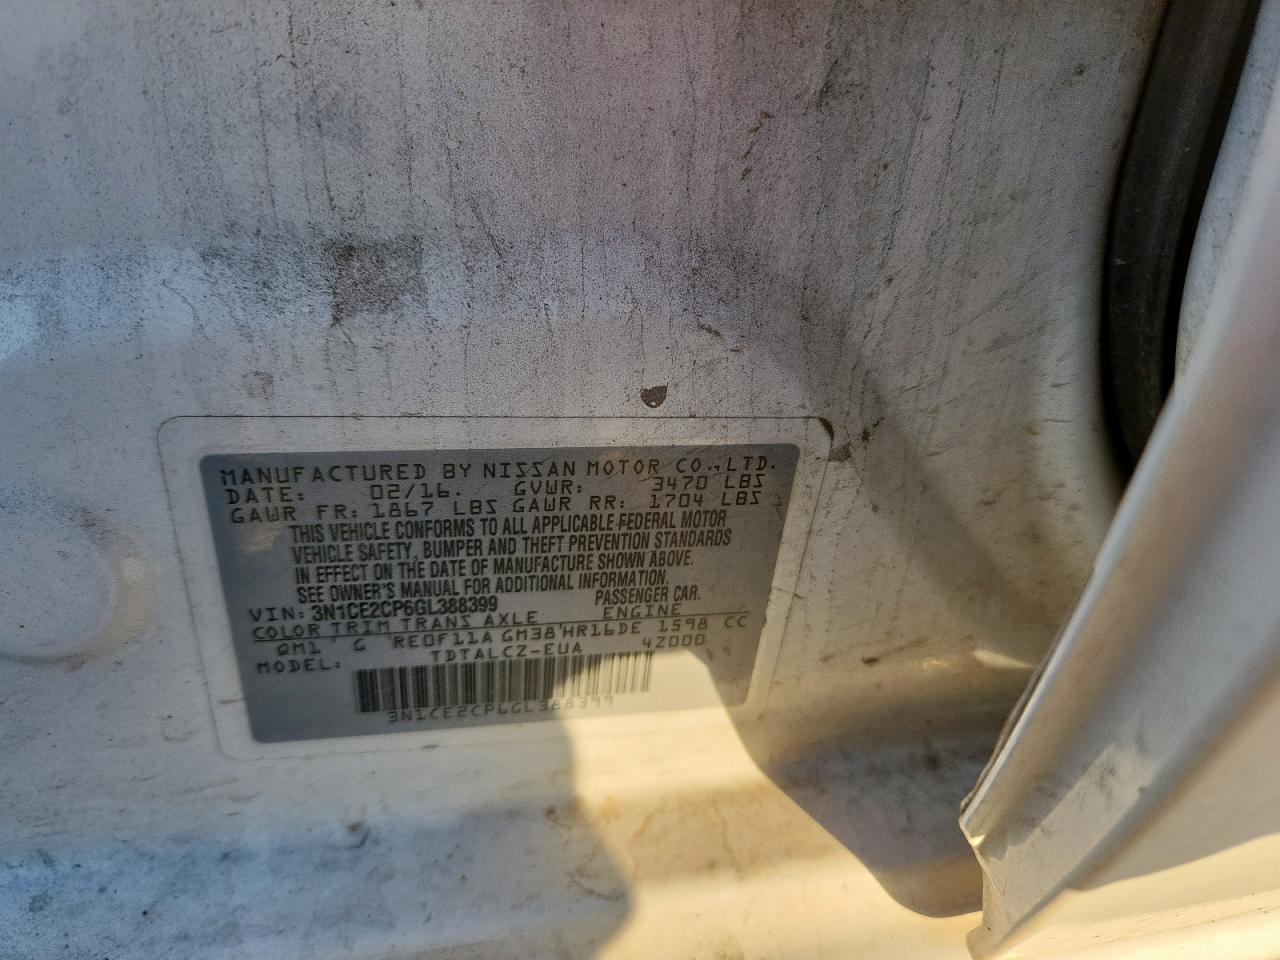 MANUFACTURED BY NISSAN MOTOR CO., LTD.
DATE: 02/16. GVWR: 3470 LBS
GAWR FR: 1867 LBS GAWR RR: 1704 LBS
THIS VEHICLE CONFORMS TO ALL APPLICABLE FEDERAL MOTOR
VEHICLE SAFETY, BUMPER AND THEFT PREVENTION STANDARDS
IN EFFECT ON THE DATE OF MANUFACTURE SHOWN ABOVE.
SEE OWNER'S MANUAL FOR ADDITIONAL INFORMATION.
VIN: 3N1CE2CP6GL388399 PASSENGER CAR.
COLOR TRIM TRANS AXLE ENGINE
QM1 G RE0F11A GM38 HR16DE 1598 CC
MODEL: TDTALCZ-EUA 42000
3N1CE2CP6GL388399